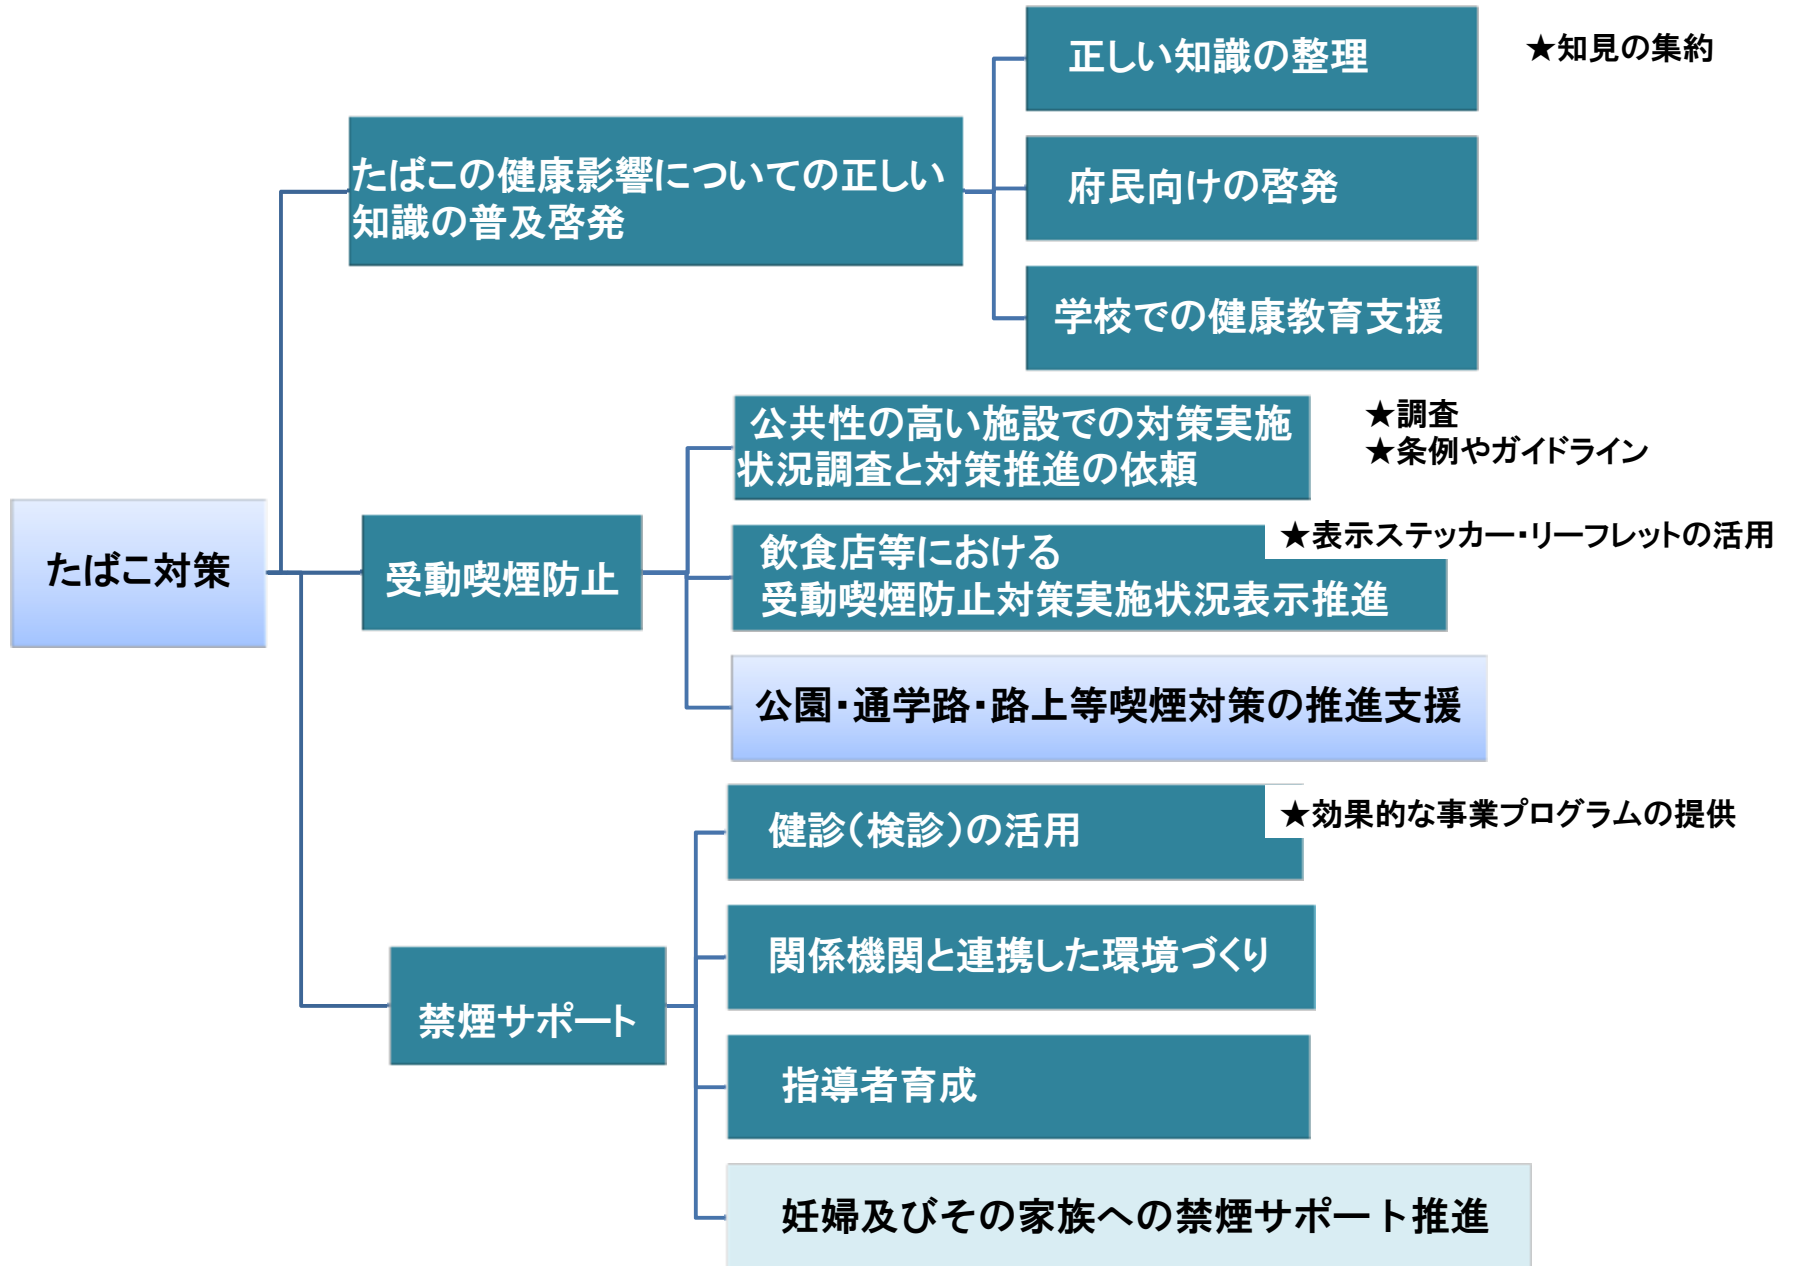 正しい知識の整理
★知見の集約
たばこの健康影響についての正しい
知識の普及啓発
府民向けの啓発
学校での健康教育支援
公共性の高い施設での対策実施
状況調査と対策推進の依頼
★調査
★条例やガイドライン
たばこ対策
受動喫煙防止
飲食店等における
受動喫煙防止対策実施状況表示推進
★表示ステッカー・リーフレットの活用
公園・通学路・路上等喫煙対策の推進支援
健診(検診)の活用
★効果的な事業プログラムの提供
禁煙サポート
関係機関と連携した環境づくり
指導者育成
妊婦及びその家族への禁煙サポート推進